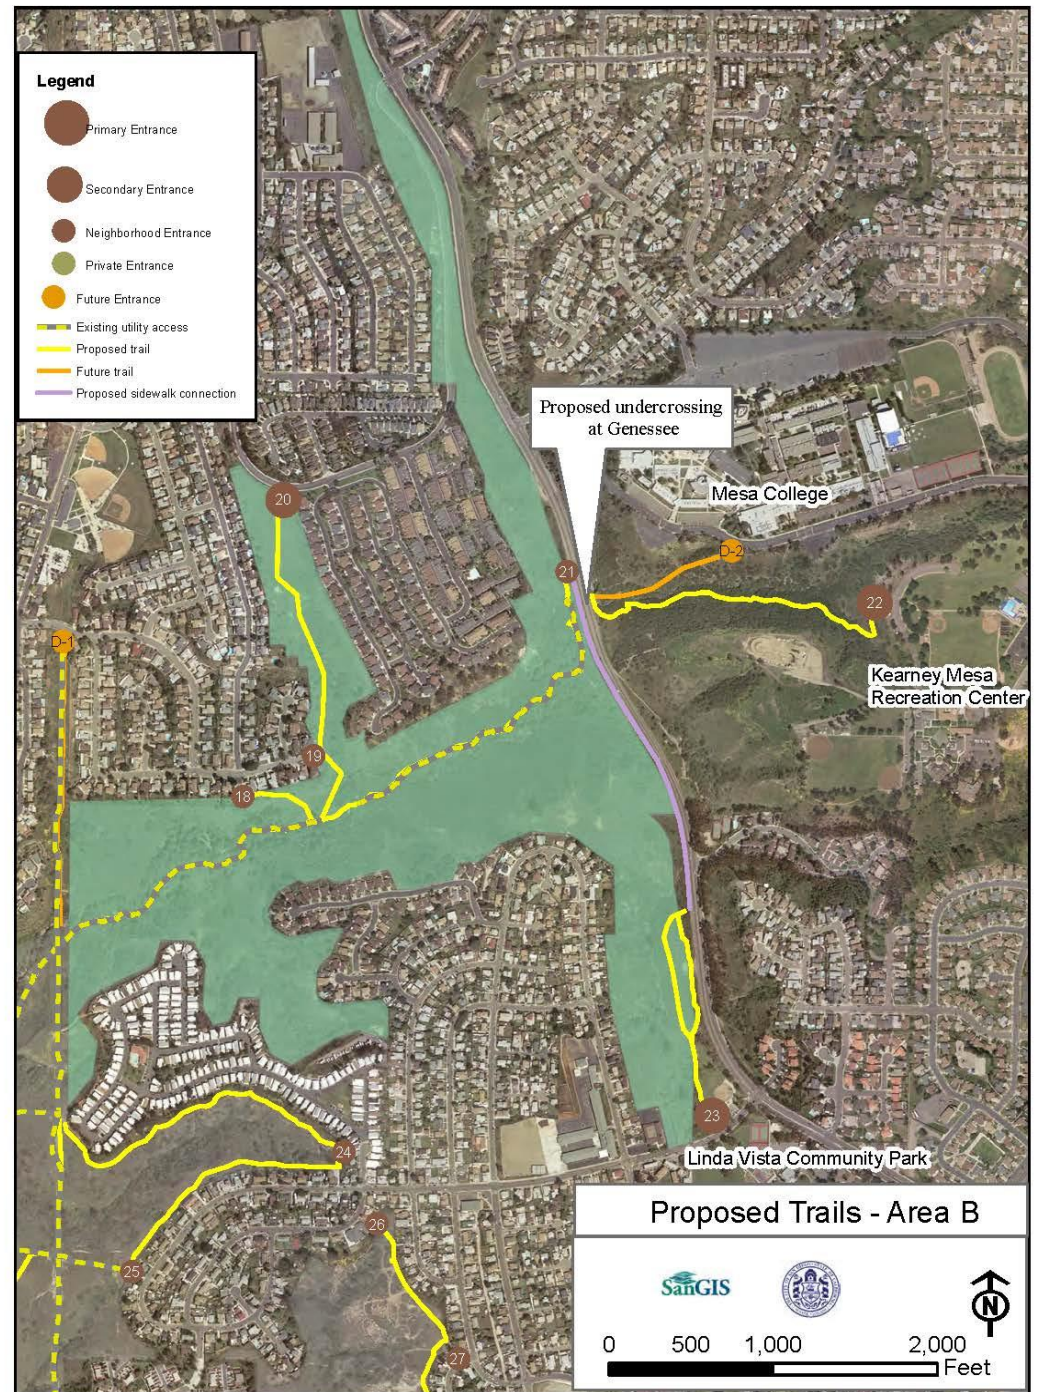 Legend
Primary Entrance
Secondary Entrance
Neighborhood Entrance
Private Entrance
Future Entrance
Existing utility access
Proposed trail
Future trail
Proposed sidewalk connection
Proposed undercrossing
at Genessee
Mesa College
20
21
D-2
22
D-1
Kearney Mesa
Recreation Center
19
18
23
24
Linda Vista Community Park
26
25
27
Proposed Trails - Area B
SanGIS
N
0 500 1,000 2,000
Feet